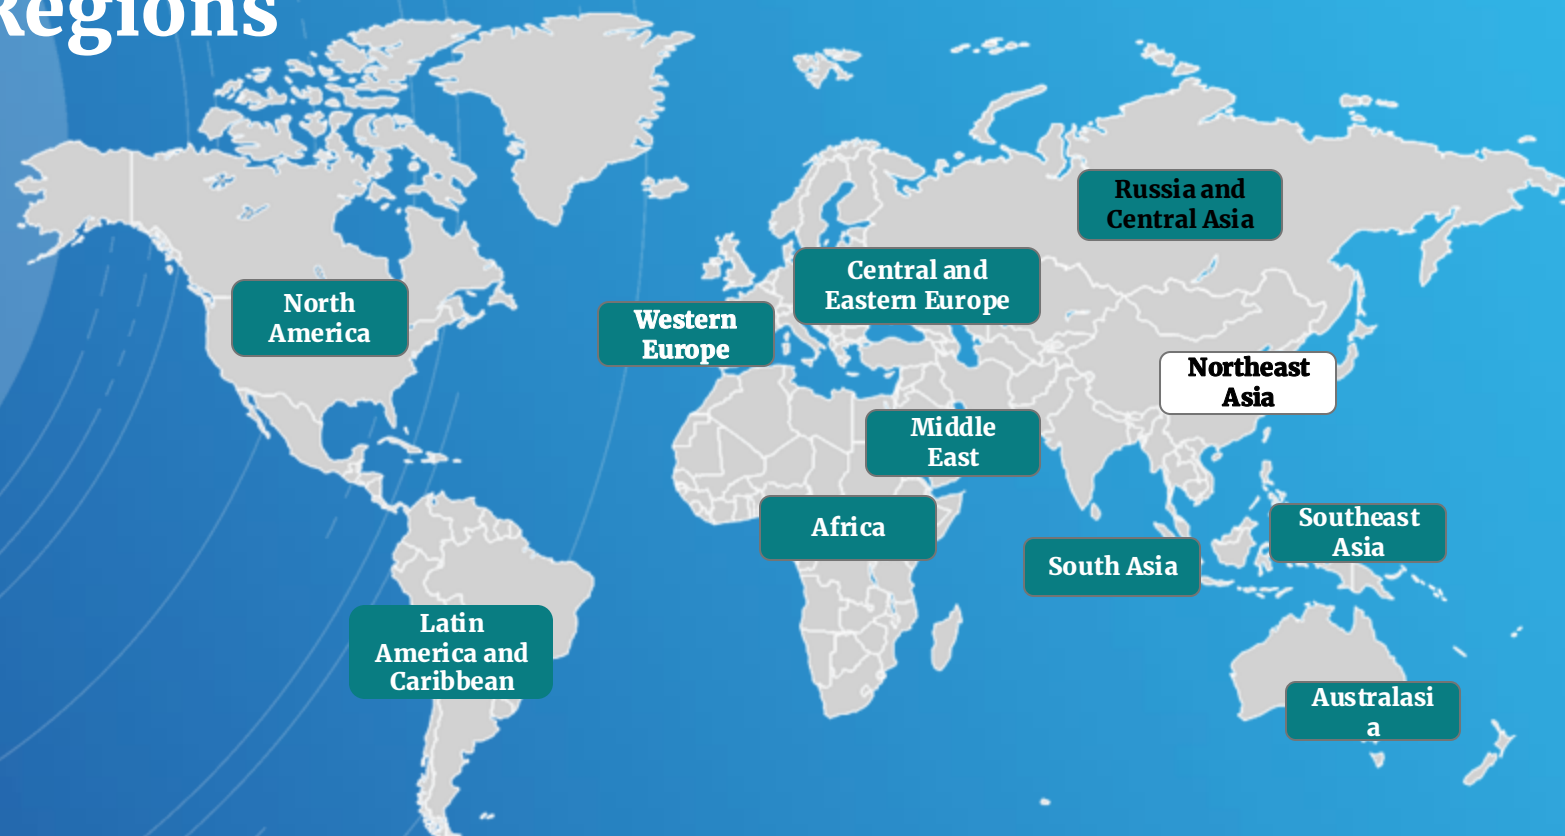 Regions
Russia and
Central Asia
Central and
Eastern Europe
North
America
Western
Europe
Northeast
Asia
Middle
East
Africa
Southeast
Asia
South Asia
Latin
America and
Caribbean
Australasi
a